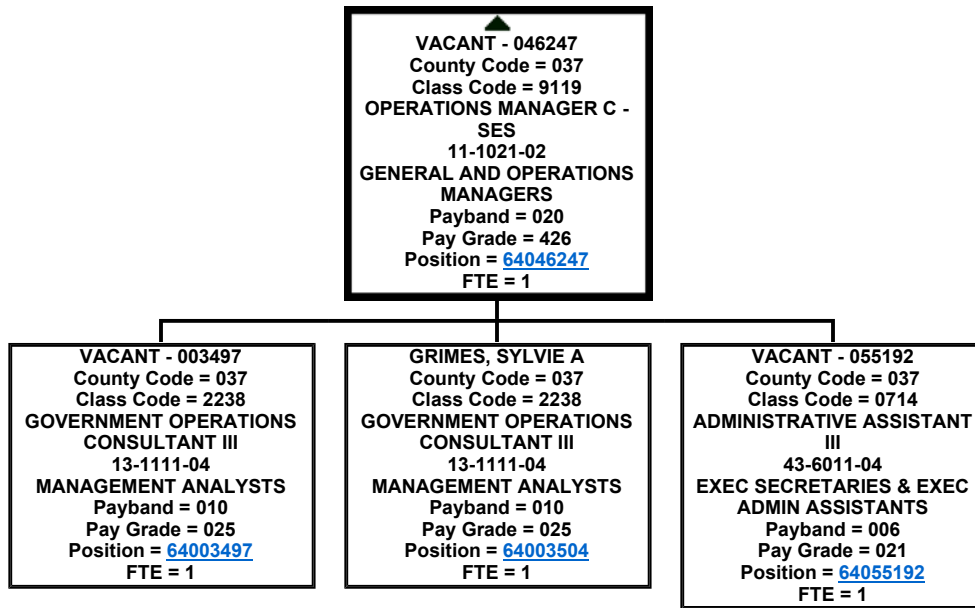 VACANT - 046247
County Code = 037
Class Code = 9119
OPERATIONS MANAGER C -
SES
11-1021-02
GENERAL AND OPERATIONS
MANAGERS
Payband = 020
Pay Grade = 426
Position = 64046247
FTE = 1
VACANT - 003497
County Code = 037
Class Code = 2238
GOVERNMENT OPERATIONS
CONSULTANT III
13-1111-04
MANAGEMENT ANALYSTS
Payband = 010
Pay Grade = 025
Position = 64003497
FTE = 1
GRIMES, SYLVIE A
County Code = 037
Class Code = 2238
GOVERNMENT OPERATIONS
CONSULTANT III
13-1111-04
MANAGEMENT ANALYSTS
Payband = 010
Pay Grade = 025
Position = 64003504
FTE = 1
VACANT - 055192
County Code = 037
Class Code = 0714
ADMINISTRATIVE ASSISTANT
III
43-6011-04
EXEC SECRETARIES & EXEC
ADMIN ASSISTANTS
Payband = 006
Pay Grade = 021
Position = 64055192
FTE = 1